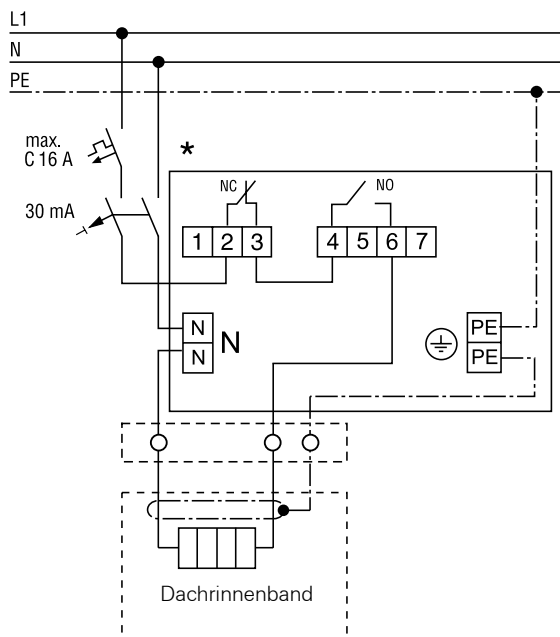 L1
N
PE
max.
C 16 A
*
30 mA
NC
NO
1 2 3
4 5 6 7
N
N
N
PE
PE
Dachrinnenband